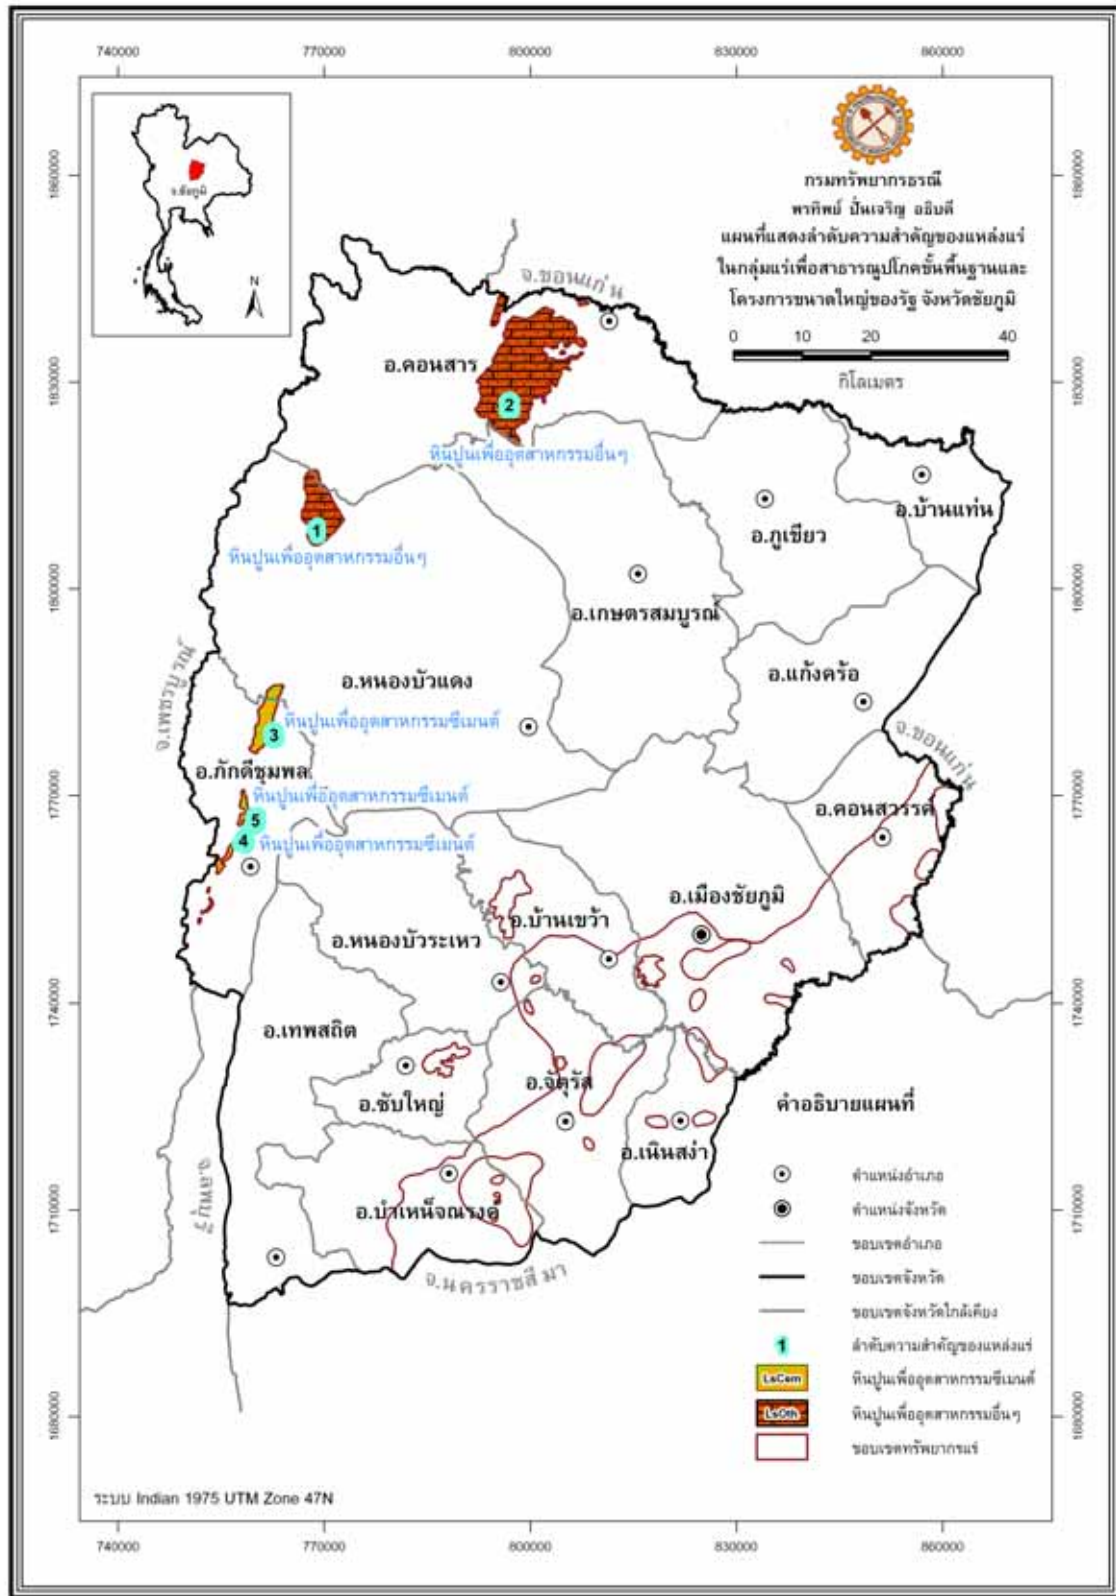 740000 770000 800000 830000 860000
1860000 1860000
1830000 1830000
1800000 1800000
1770000 1770000
1740000 1740000
1710000 1710000
1680000 1680000
จ.ชัยภูมิ
N
กรมทรัพยากรธรณี
พรทิพย์ ปั่นเจริญ อธิบดี
แผนที่แสดงลำดับความสำคัญของแหล่งแร่
ในกลุ่มแร่เพื่อสาธารณูปโภคขั้นพื้นฐานและ
โครงการขนาดใหญ่ของรัฐ จังหวัดชัยภูมิ
0 10 20 40
กิโลเมตร
จ.ขอนแก่น
อ.คอนสาร
2
หินปูนเพื่ออุตสาหกรรมอื่นๆ
1
หินปูนเพื่ออุตสาหกรรมอื่นๆ
อ.บ้านแท่น
อ.ภูเขียว
อ.เกษตรสมบูรณ์
อ.แก้งคร้อ
อ.หนองบัวแดง
จ.เพชรบูรณ์
3
หินปูนเพื่ออุตสาหกรรมซีเมนต์
จ.ขอนแก่น
อ.ภักดีชุมพล
หินปูนเพื่ออุตสาหกรรมซีเมนต์
5
4
หินปูนเพื่ออุตสาหกรรมซีเมนต์
อ.คอนสวรรค์
อ.เมืองชัยภูมิ
อ.บ้านเขว้า
อ.หนองบัวระเหว
อ.เทพสถิต
อ.จัตุรัส
อ.ซับใหญ่
อ.เนินสง่า
อ.บำเหน็จณรงค์
จ.ลพบุรี
จ.นครราชสีมา
คำอธิบายแผนที่
ตำแหน่งอำเภอ
ตำแหน่งจังหวัด
ขอบเขตอำเภอ
ขอบเขตจังหวัด
ขอบเขตจังหวัดใกล้เคียง
1 ลำดับความสำคัญของแหล่งแร่
LsCem หินปูนเพื่ออุตสาหกรรมซีเมนต์
LsOth หินปูนเพื่ออุตสาหกรรมอื่นๆ
ขอบเขตทรัพยากรแร่
ระบบ Indian 1975 UTM Zone 47N
740000 770000 800000 830000 860000